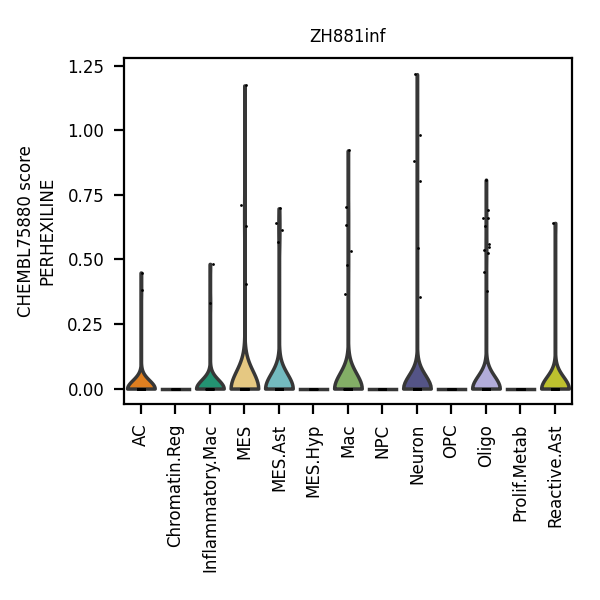 ZH881inf
CHEMBL75880 score
PERHEXILINE
1.25
1.00
0.75
0.50
0.25
0.00
AC
Chromatin.Reg
Inflammatory.Mac
MES
MES.Ast
MES.Hyp
Mac
NPC
Neuron
OPC
Oligo
Prolif.Metab
Reactive.Ast